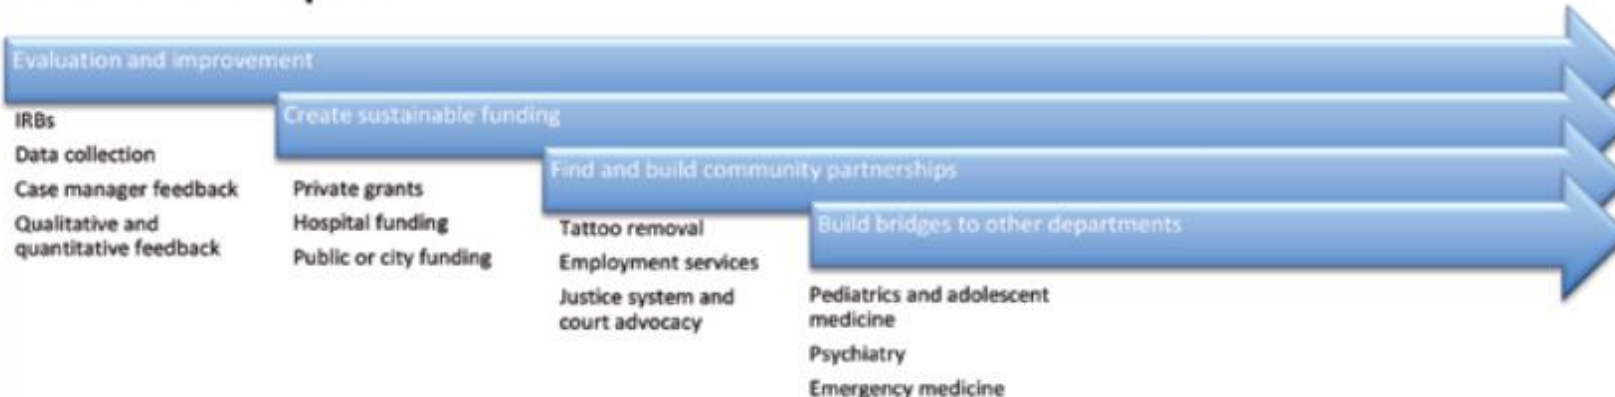 Evaluation and improvement
IRBs
Data collection
Case manager feedback
Qualitative and
quantitative feedback
Create sustainable funding
Private grants
Hospital funding
Public or city funding
Find and build community partnerships
Tattoo removal
Employment services
Justice system and
court advocacy
Build bridges to other departments
Pediatrics and adolescent
medicine
Psychiatry
Emergency medicine